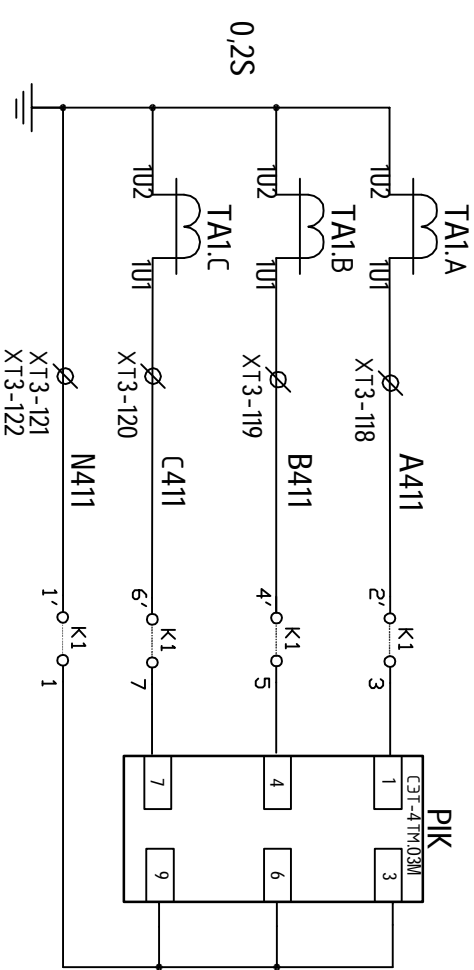 0,2S
TA1.A
1U2
1U1
XT3-118
A411
2'
K1
3
TA1.B
1U2
1U1
XT3-119
B411
4'
K1
5
TA1.C
1U2
1U1
XT3-120
C411
6'
K1
7
XT3-121
XT3-122
N411
1'
K1
1
PIK
СЭТ-4ТМ.03М
1
3
4
6
7
9